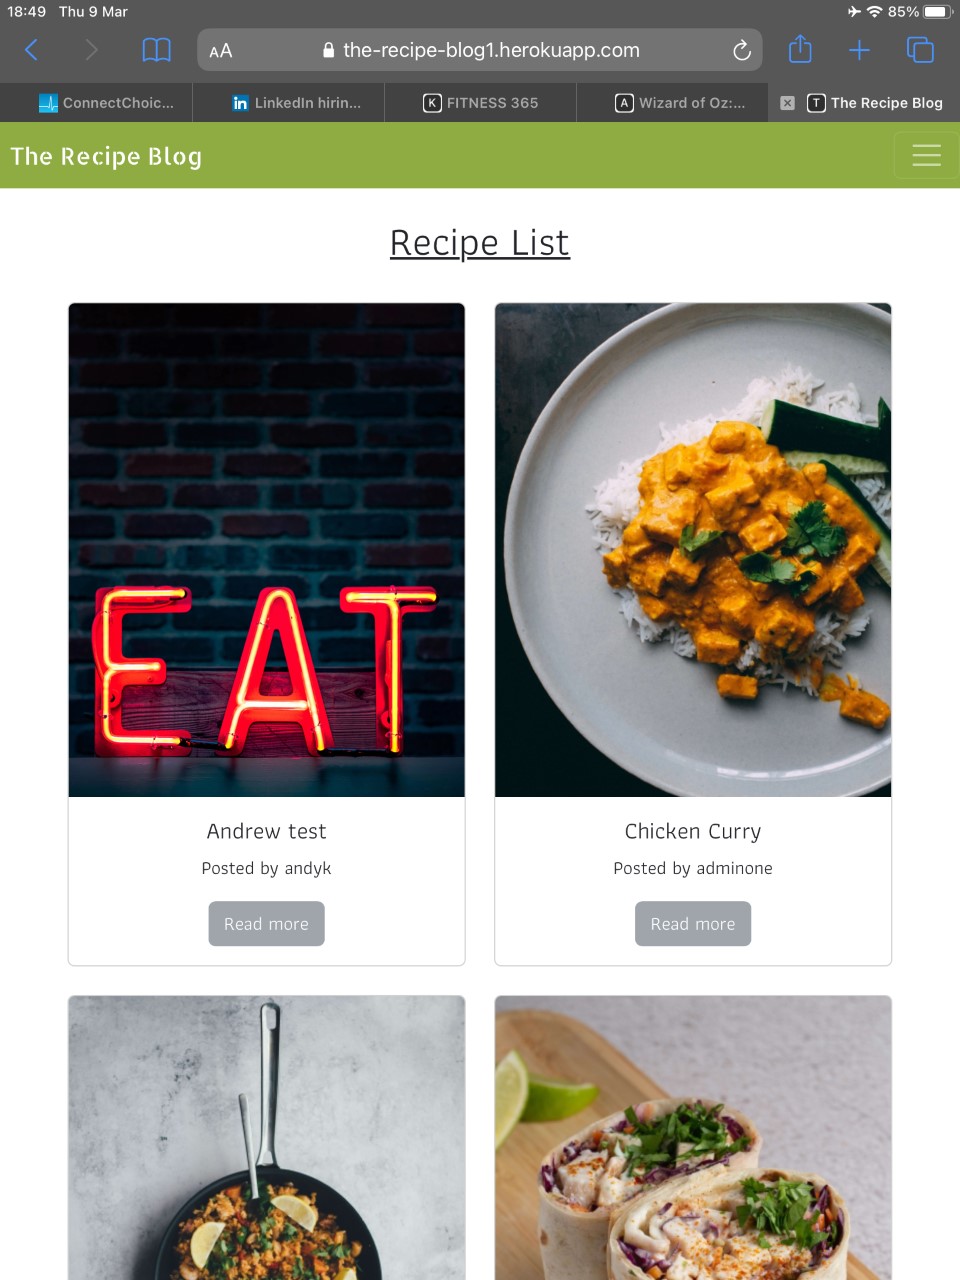 18:49 Thu 9 Mar 85%
AA the-recipe-blog1.herokuapp.com
ConnectChoic... LinkedIn hirin... K FITNESS 365 A Wizard of Oz:... T The Recipe Blog
in
The Recipe Blog
Recipe List
EAT
Andrew test
Posted by andyk
Read more
Chicken Curry
Posted by adminone
Read more